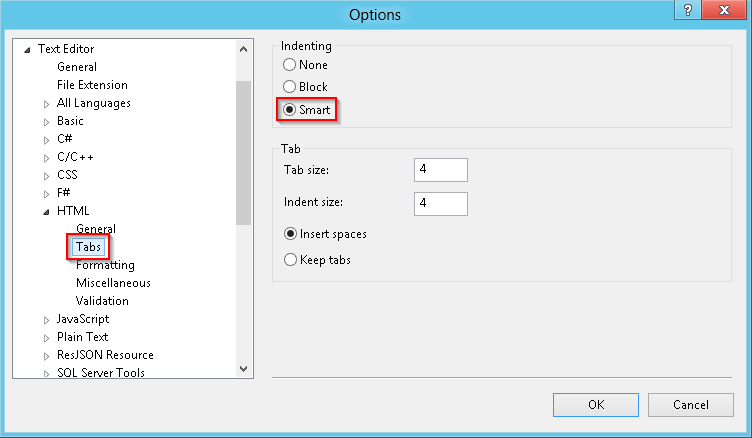 Options
?
Text Editor
General
File Extension
All Languages
Basic
C#
C/C++
CSS
F#
HTML
General
Tabs
Formatting
Miscellaneous
Validation
JavaScript
Plain Text
ResJSON Resource
SQL Server Tools
Indenting
None
Block
Smart
Tab
Tab size:
4
Indent size:
4
Insert spaces
Keep tabs
OK
Cancel